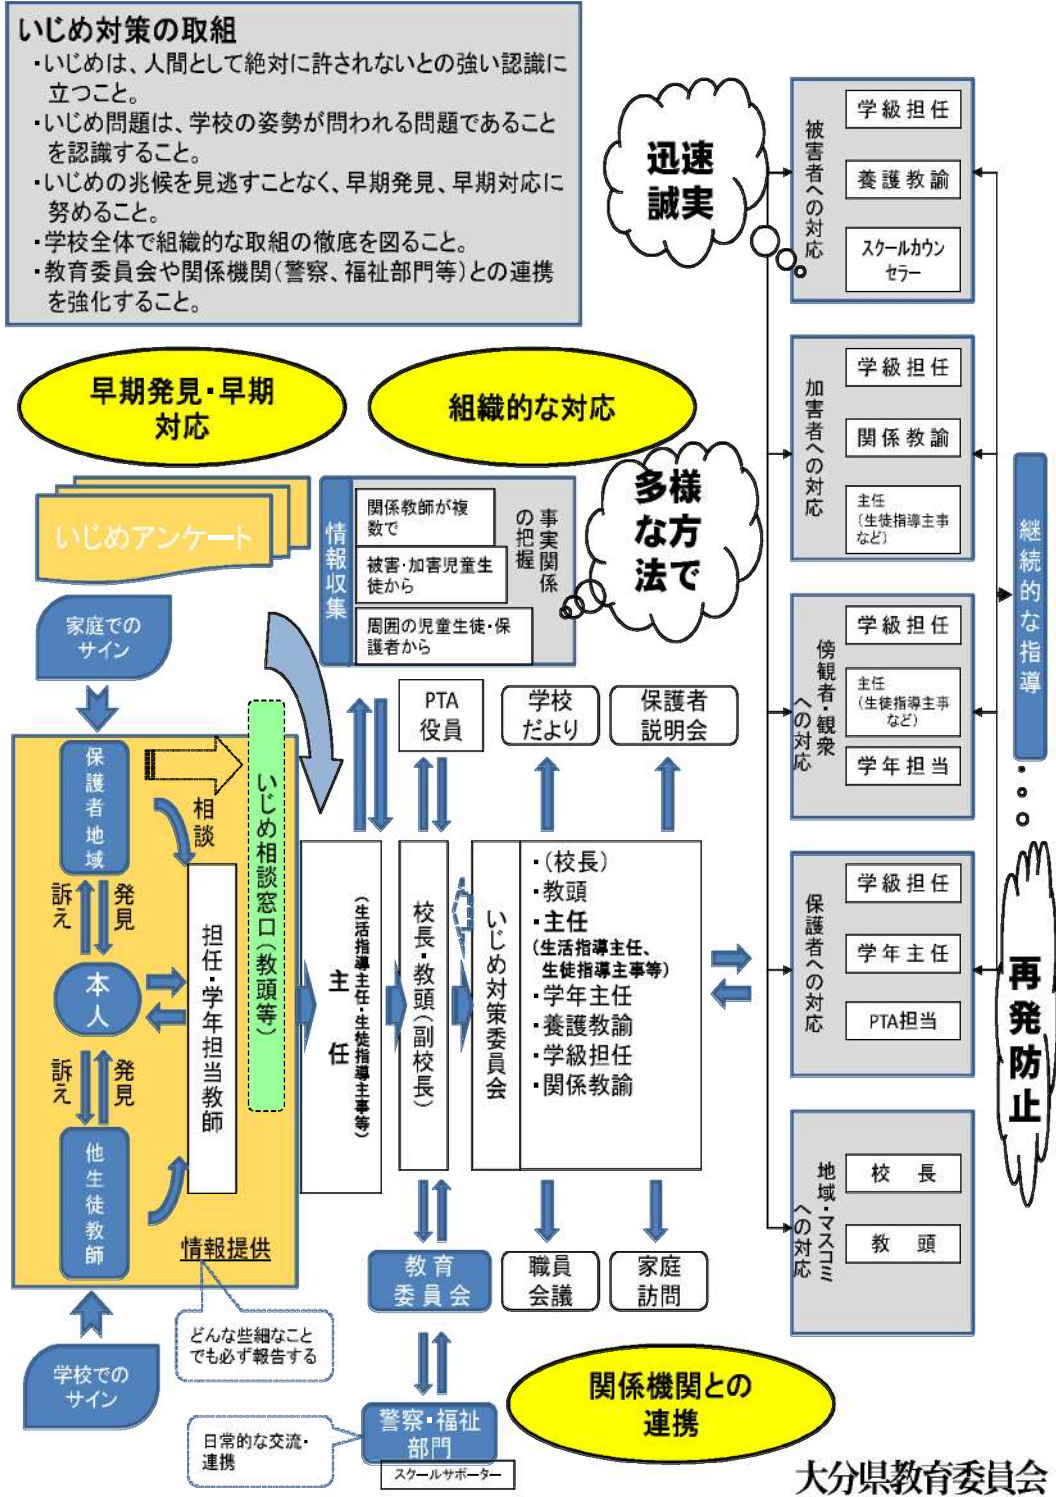 いじめ対策の取組
・いじめは、人間として絶対に許されないとの強い認識に
立つこと。
・いじめ問題は、学校の姿勢が問われる問題であること
を認識すること。
・いじめの兆候を見逃すことなく、早期発見、早期対応に
努めること。
・学校全体で組織的な取組の徹底を図ること。
・教育委員会や関係機関(警察、福祉部門等)との連携
を強化すること。
迅速
誠実
被害者への対応
学級担任
養護教諭
スクールカウン
セラー
早期発見・早期
対応
組織的な対応
加害者への対応
学級担任
関係教諭
主任
(生徒指導主事
など)
いじめアンケート
情報収集
関係教師が複
数で
被害・加害児童生
徒から
周囲の児童生徒・保
護者から
事実関係
の把握
多様
な方
法で
継続的な指導
家庭での
サイン
傍観者・観衆
への対応
学級担任
主任
(生徒指導主事
など)
学年担当
PTA
役員
学校
だより
保護者
説明会
保護者地域
相談
訴え
発見
本人
訴え
発見
他生徒教師
担任・学年担当教師
いじめ相談窓口(教頭等)
主任
(生活指導主任・生徒指導主事等)
校長・教頭(副校長)
いじめ対策委員会
・(校長)
・教頭
・主任
(生活指導主任、
生徒指導主事等)
・学年主任
・養護教諭
・学級担任
・関係教諭
保護者への対応
学級担任
学年主任
PTA担当
再発防止
地域・マスコミ
への対応
校長
教頭
情報提供
どんな些細なこと
でも必ず報告する
学校での
サイン
教育
委員会
職員
会議
家庭
訪問
警察・福祉
部門
スクールサポーター
日常的な交流・
連携
関係機関との
連携
大分県教育委員会